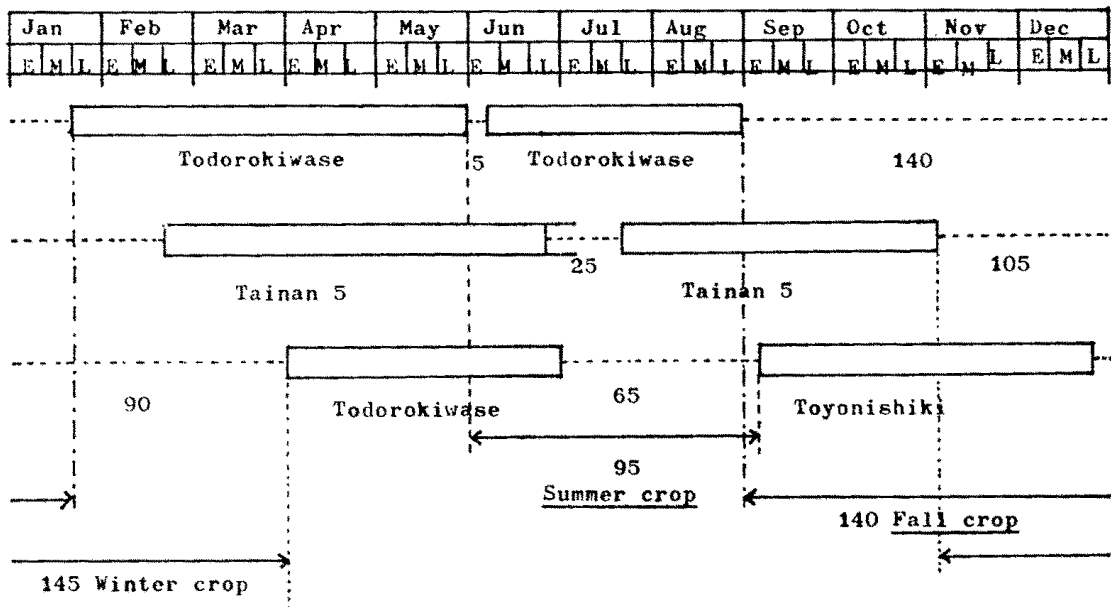 Jan Feb Mar Apr May Jun Jul Aug Sep Oct Nov Dec
E M L E M L E M L E M L E M L E M L E M L E M L E M L E M L E M L E M L
Todorokiwase 5 Todorokiwase 140
25 105
Tainan 5 Tainan 5
90 Todorokiwase 65 Toyonishiki
95
Summer crop
140 Fall crop
145 Winter crop